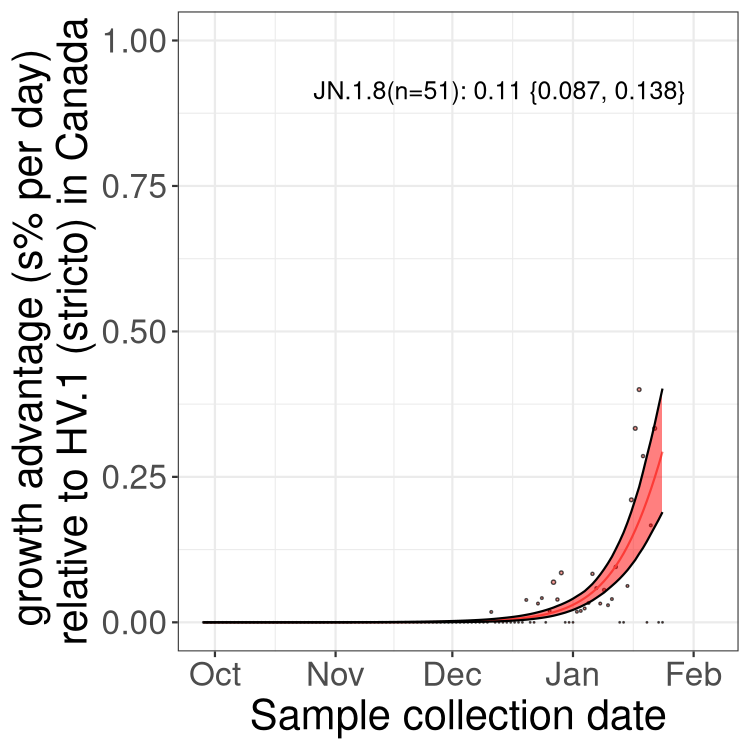 growth advantage (s% per day)
relative to HV.1 (stricto) in Canada
1.00
JN.1.8(n=51): 0.11 {0.087, 0.138}
0.75
0.50
0.25
0.00
Oct Nov Dec Jan Feb
Sample collection date